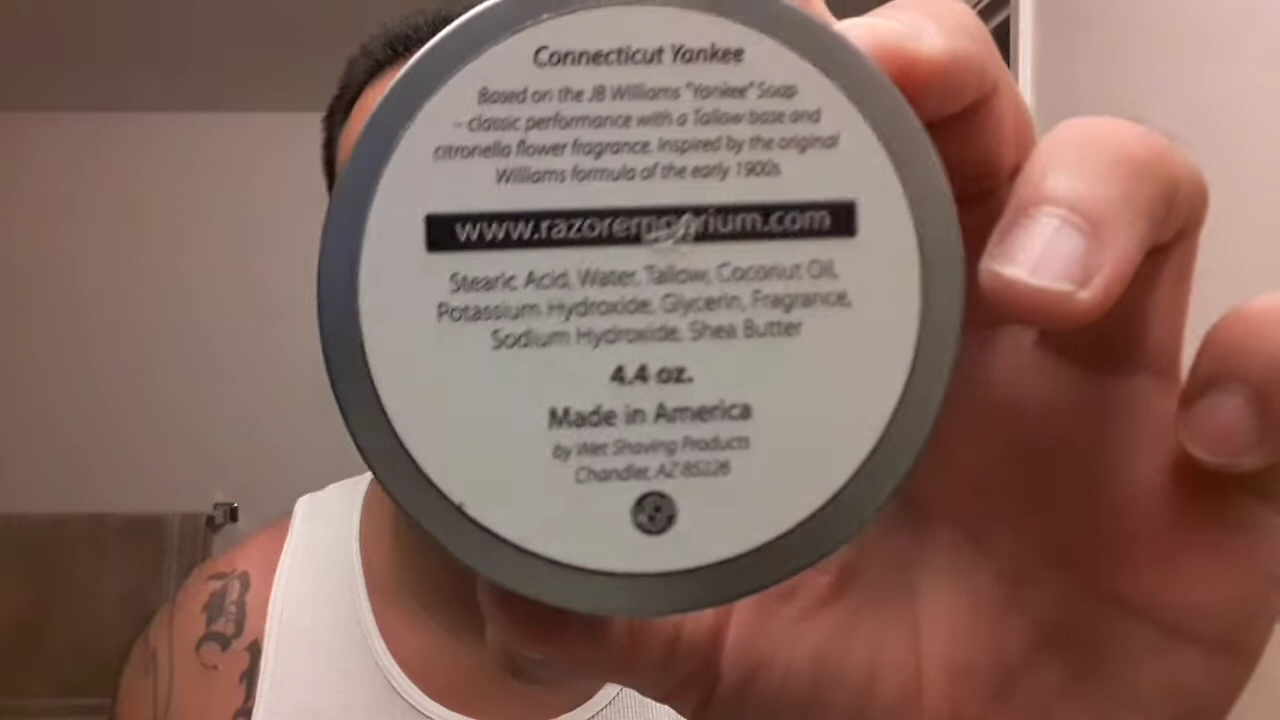 Connecticut Yankee
Based on the JB Williams "Yankee" Soap
- classic performance with a Tallow base and
citronella flower fragrance. Inspired by the original
Williams formula of the early 1900s.
www.razoremporium.com
Stearic Acid, Water, Tallow, Coconut Oil,
Potassium Hydroxide, Glycerin, Fragrance,
Sodium Hydroxide, Shea Butter
4.4 oz.
Made in America
by Wet Shaving Products
Chandler, AZ 85226